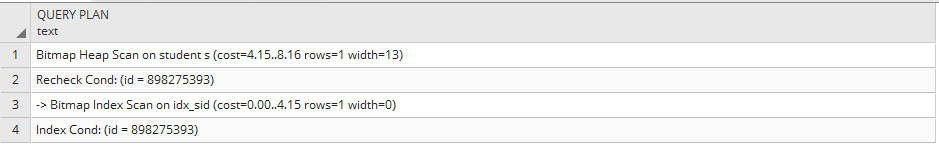 QUERY PLAN
text
1 Bitmap Heap Scan on student s (cost=4.15..8.16 rows=1 width=13)
2 Recheck Cond: (id = 898275393)
3 -> Bitmap Index Scan on idx_sid (cost=0.00..4.15 rows=1 width=0)
4 Index Cond: (id = 898275393)